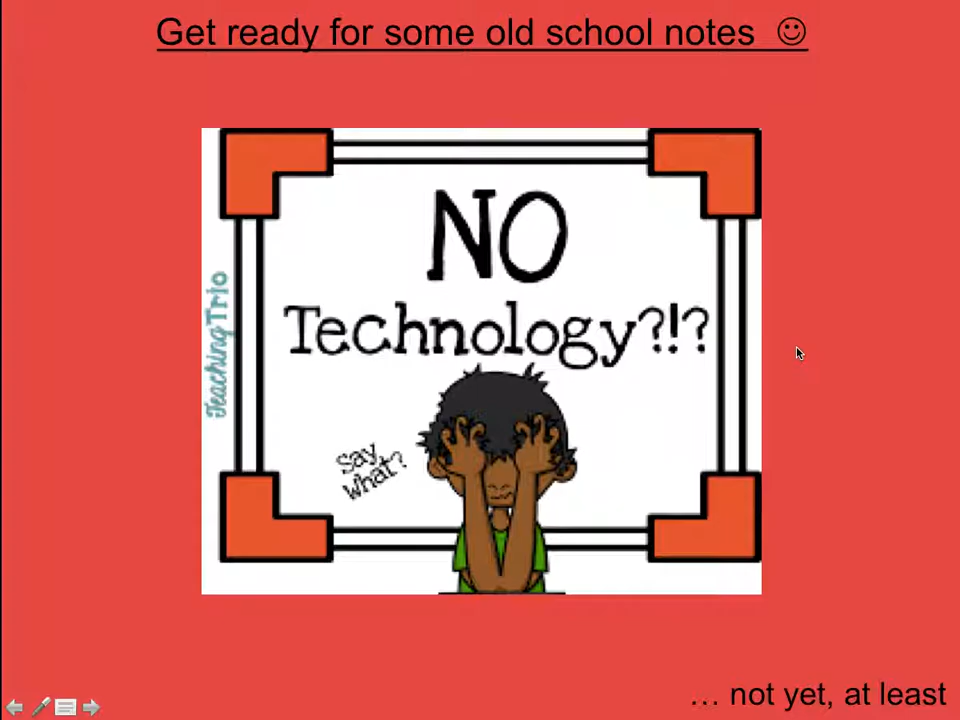 Get ready for some old school notes ☺
NO
Technology?!?
Teaching Trio
Say
what?
… not yet, at least